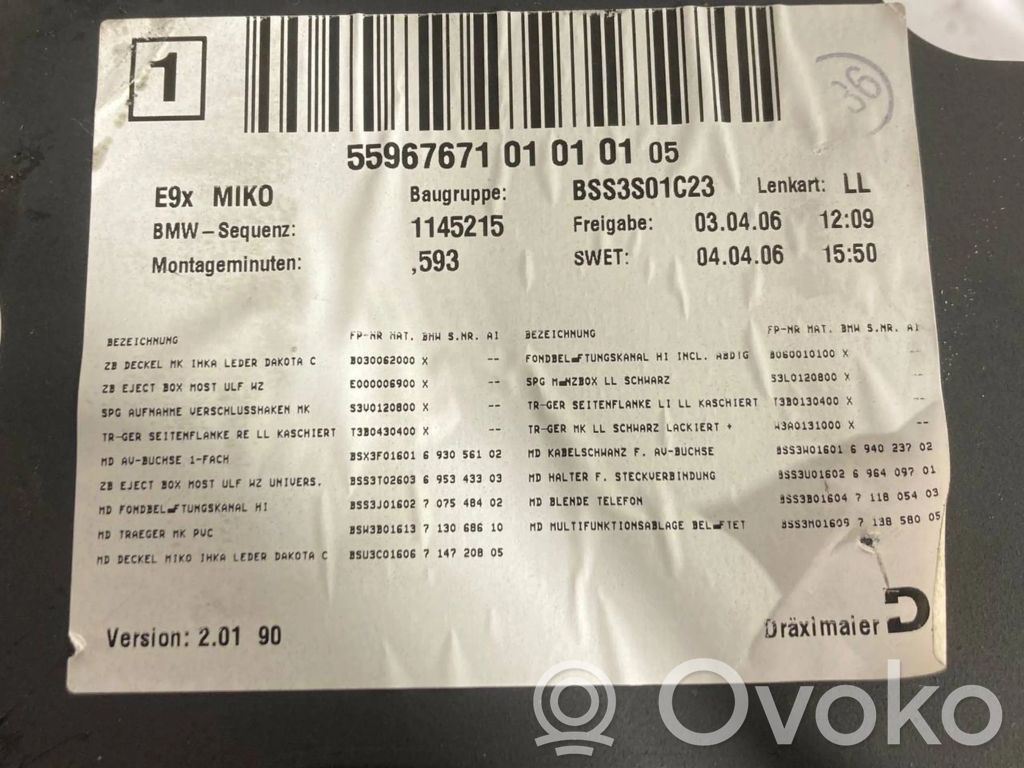 1
36
55967671 01 01 01 05
E9x MIKO Baugruppe: BSS3S01C23 Lenkart: LL
BMW-Sequenz: 1145215 Freigabe: 03.04.06 12:09
Montageminuten: ,593 SWET: 04.04.06 15:50
BEZEICHNUNG FP-NR MAT. BMW S.NR. AI BEZEICHNUNG FP-NR MAT. BMW S.NR. AI
ZB DECKEL MK IHKA LEDER DAKOTA C B030062000 X -- FONDBEL FTUNGSKANAL HI INCL. ABDIG B060010100 X --
ZB EJECT BOX MOST ULF WZ E000006900 X -- SPG M NZBOX LL SCHWARZ S3L0120800 X --
SPG AUFNAHME VERSCHLUSSHAKEN MK S3V0120800 X -- TR-GER SEITENFLANKE LI LL KASCHIERT T3B0130400 X --
TR-GER SEITENFLANKE RE LL KASCHIERT T3B0430400 X -- TR-GER MK LL SCHWARZ LACKIERT + W3A0131000 X --
MD AV-BUCHSE 1-FACH BSX3F01601 6 930 561 02 MD KABELSCHWANZ F. AV-BUCHSE BSS3W01601 6 940 237 02
ZB EJECT BOX MOST ULF WZ UNIVERS. BSS3T02603 6 953 433 03 MD HALTER F. STECKVERBINDUNG BSS3U01602 6 964 097 01
MD FONDBEL FTUNGSKANAL HI BSS3J01602 7 075 484 02 MD BLENDE TELEFON BSS3B01604 7 118 054 03
MD TRAEGER MK PVC BSW3B01613 7 130 686 10 MD MULTIFUNKTIONSABLAGE BEL FTET BSS3M01609 7 138 580 05
MD DECKEL MIKO IHKA LEDER DAKOTA C BSU3C01606 7 147 208 05
Version: 2.01 90 Dräxlmaier
Ovoko